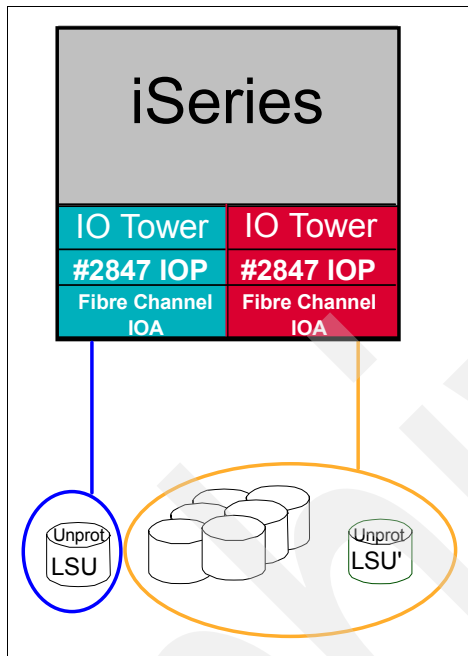 iSeries
IO Tower
#2847 IOP
Fibre Channel
IOA
IO Tower
#2847 IOP
Fibre Channel
IOA
Unprot
LSU
Unprot
LSU'